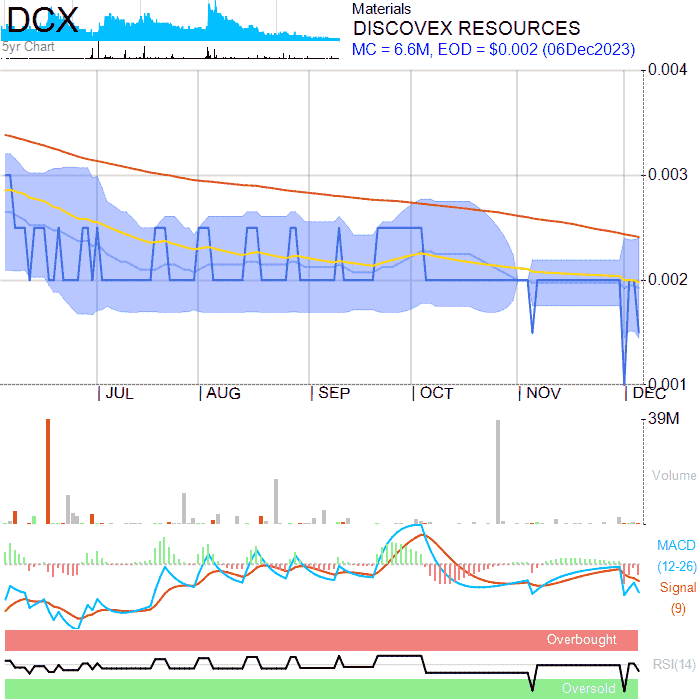 DCX
5yr Chart
Materials
DISCOVEX RESOURCES
MC = 6.6M, EOD = $0.002 (06Dec2023)
0.004
0.003
0.002
0.001
JUL
AUG
SEP
OCT
NOV
DEC
39M
Volume
MACD
(12-26)
Signal
(9)
Overbought
RSI(14)
Oversold